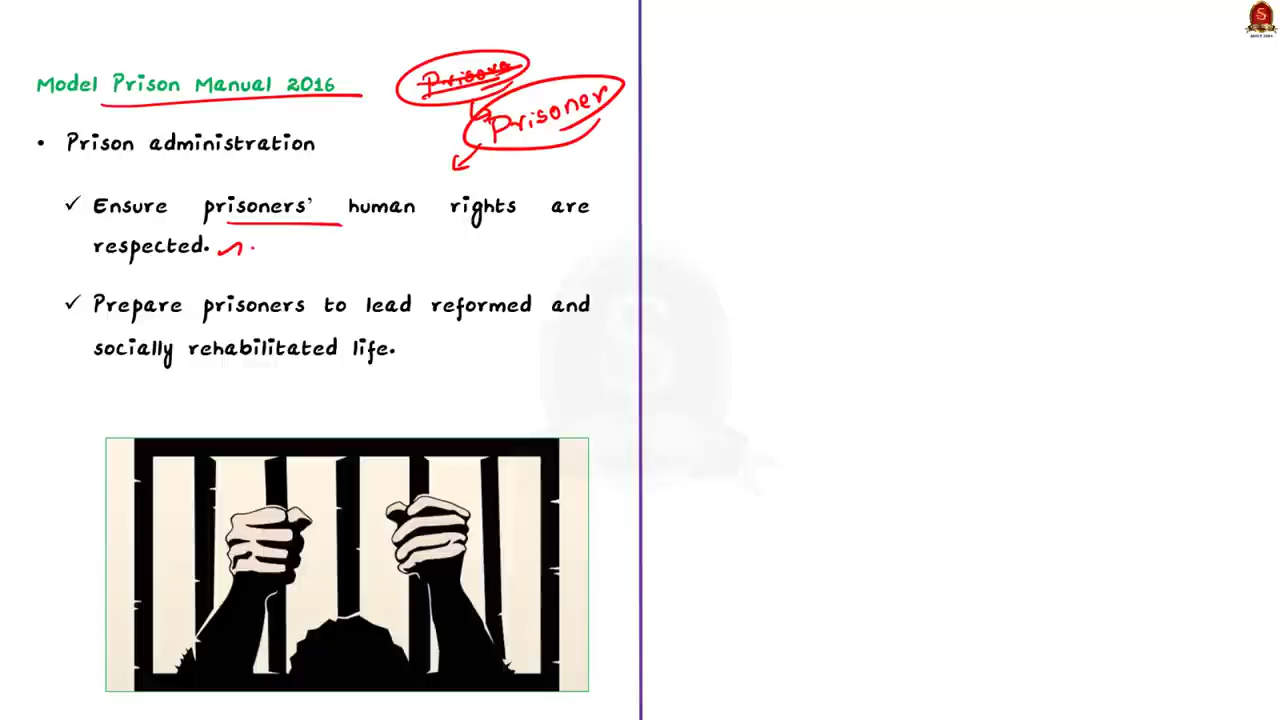 Model Prison Manual 2016
Prisoner
• Prison administration
✓ Ensure prisoners' human rights are
respected.
✓ Prepare prisoners to lead reformed and
socially rehabilitated life.
S